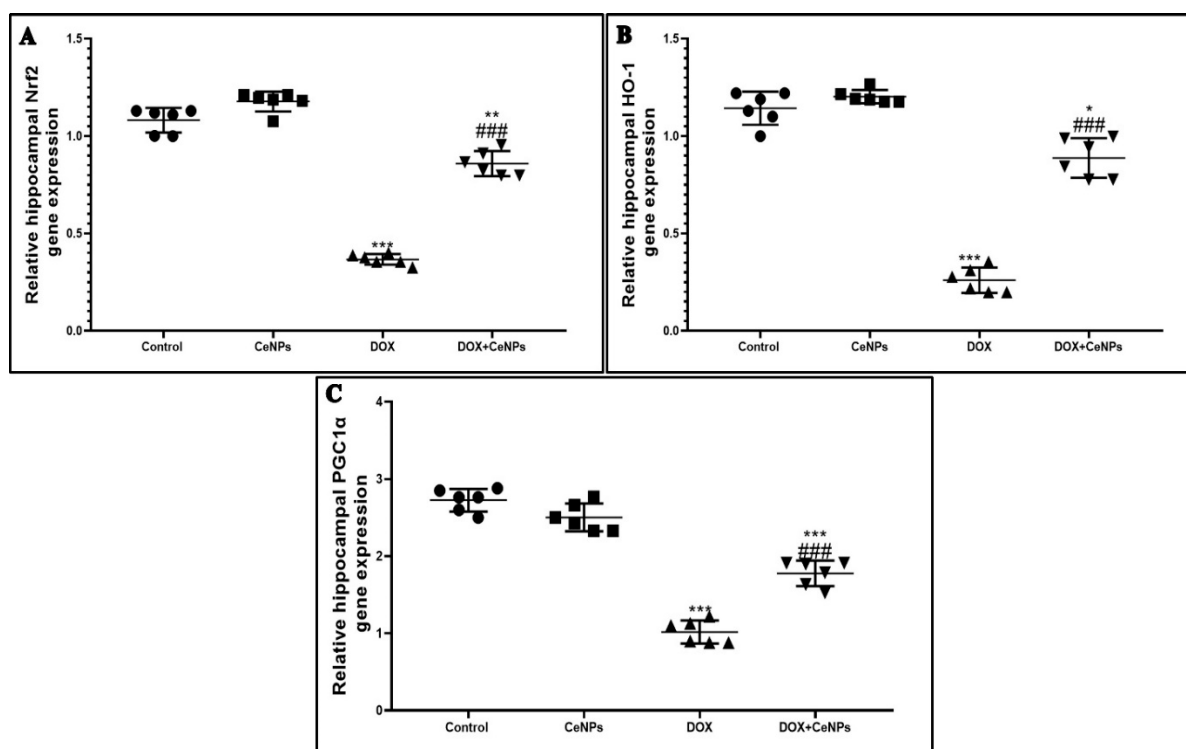 A
Relative hippocampal Nrf2
gene expression
1.5
1.0
0.5
0.0
**
###
***
Control CeNPs DOX DOX+CeNPs
B
Relative hippocampal HO-1
gene expression
1.5
1.0
0.5
0.0
*
###
***
Control CeNPs DOX DOX+CeNPs
C
Relative hippocampal PGC1α
gene expression
4
3
2
1
0
***
###
***
Control CeNPs DOX DOX+CeNPs